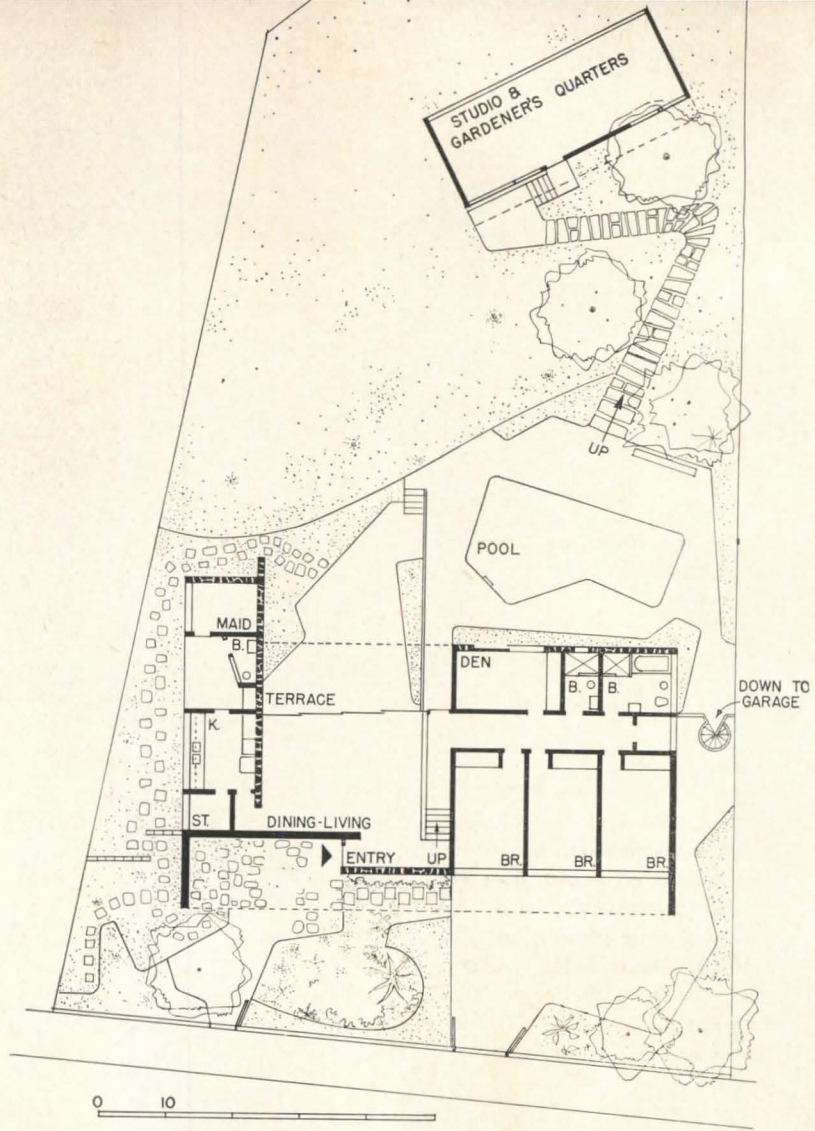 STUDIO &
GARDENER'S QUARTERS
UP
POOL
MAID
B.
DEN
B.
B.
TERRACE
DOWN TO
GARAGE
K.
ST.
DINING-LIVING
ENTRY
UP
BR.
BR.
BR.
0 10